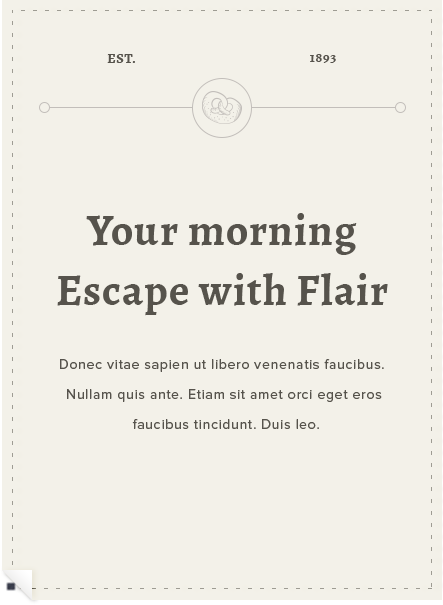 EST. 1893
Your morning
Escape with Flair
Donec vitae sapien ut libero venenatis faucibus.
Nullam quis ante. Etiam sit amet orci eget eros
faucibus tincidunt. Duis leo.